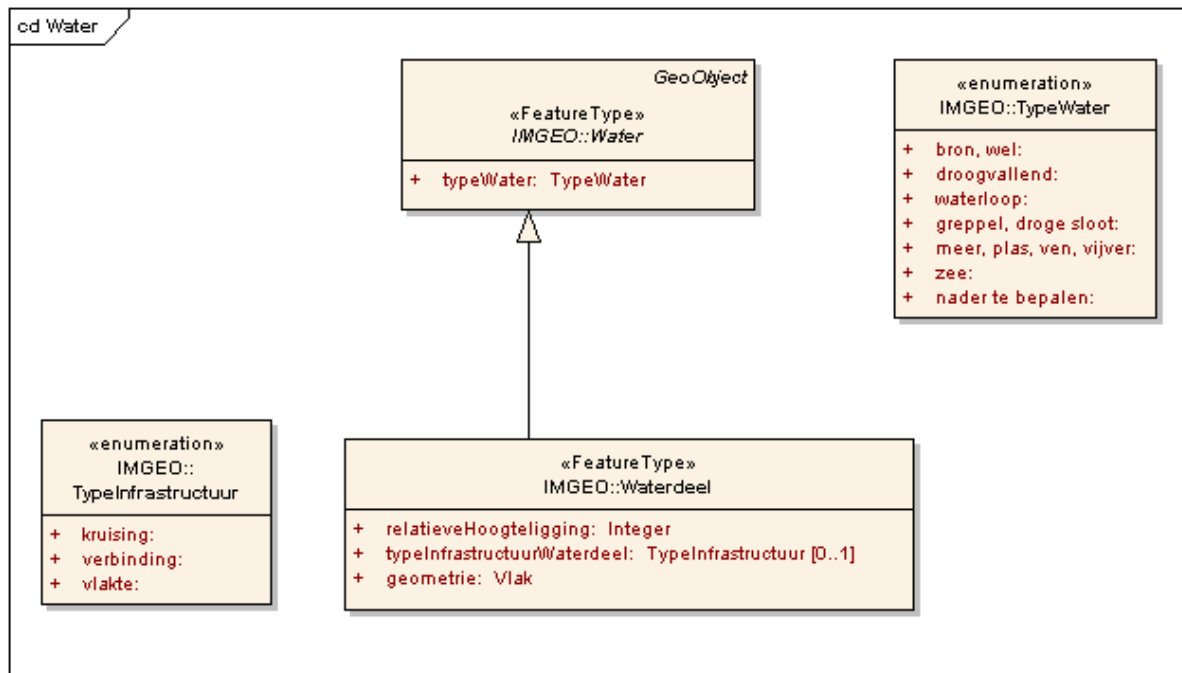 cd Water
GeoObject
«FeatureType»
IMGEO::Water
+ typeWater: TypeWater
«enumeration»
IMGEO::TypeWater
+ bron, wel:
+ droogvallend:
+ waterloop:
+ greppel, droge sloot:
+ meer, plas, ven, vijver:
+ zee:
+ nader te bepalen:
«enumeration»
IMGEO::
TypeInfrastructuur
+ kruising:
+ verbinding:
+ vlakte:
«FeatureType»
IMGEO::Waterdeel
+ relatieveHoogteligging: Integer
+ typeInfrastructuurWaterdeel: TypeInfrastructuur [0..1]
+ geometrie: Vlak